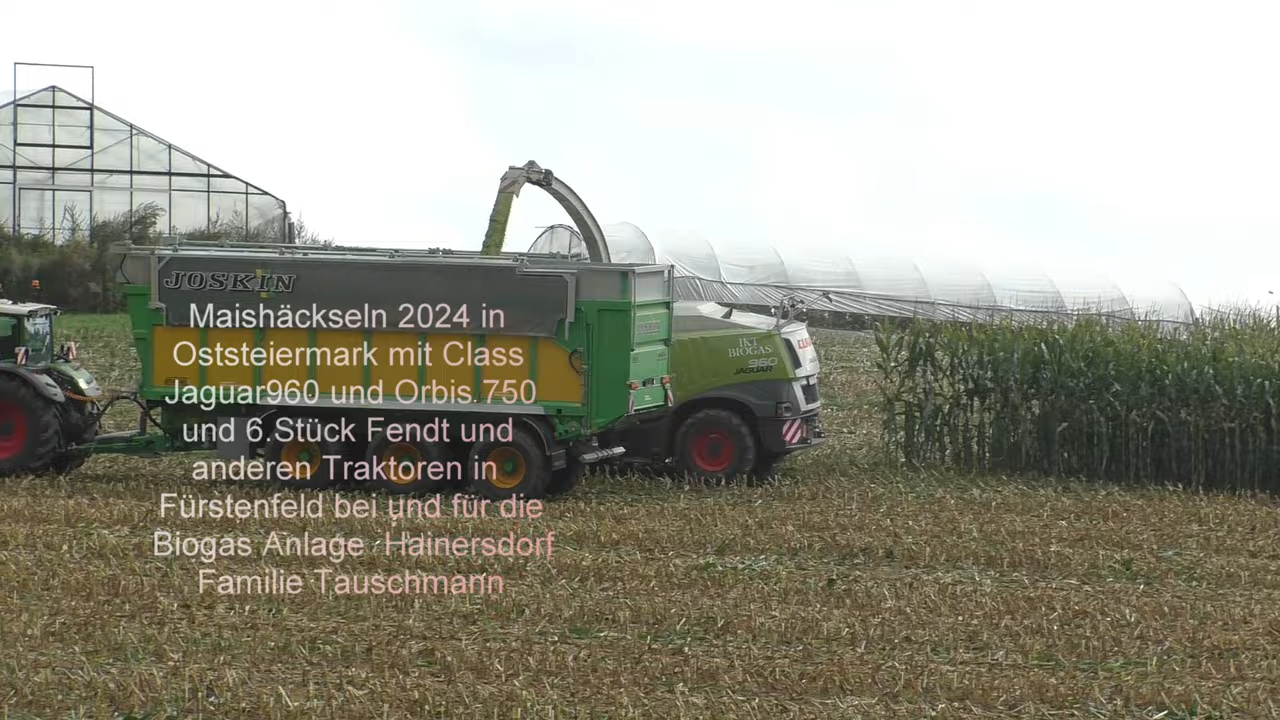 JOSKIN
Maishäckseln 2024 in
Oststeiermark mit Class
Jaguar960 und Orbis 750
und 6.Stück Fendt und
anderen Traktoren in
Fürstenfeld bei und für die
Biogas Anlage Hainersdorf
Familie Tauschmann
JOSKIN
IKT
BIOGAS
960
JAGUAR